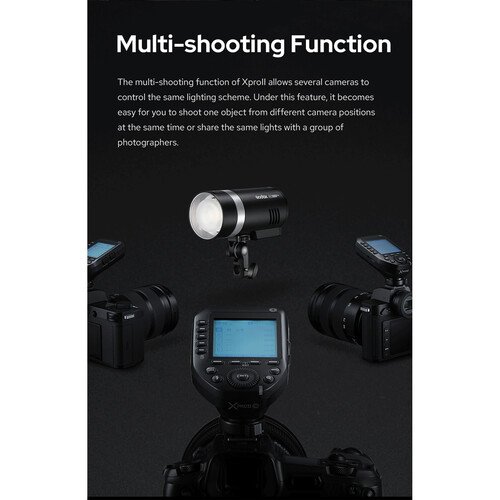 Multi-shooting Function
The multi-shooting function of XproII allows several cameras to
control the same lighting scheme. Under this feature, it becomes
easy for you to shoot one object from different camera positions
at the same time or share the same lights with a group of
photographers.
Godox